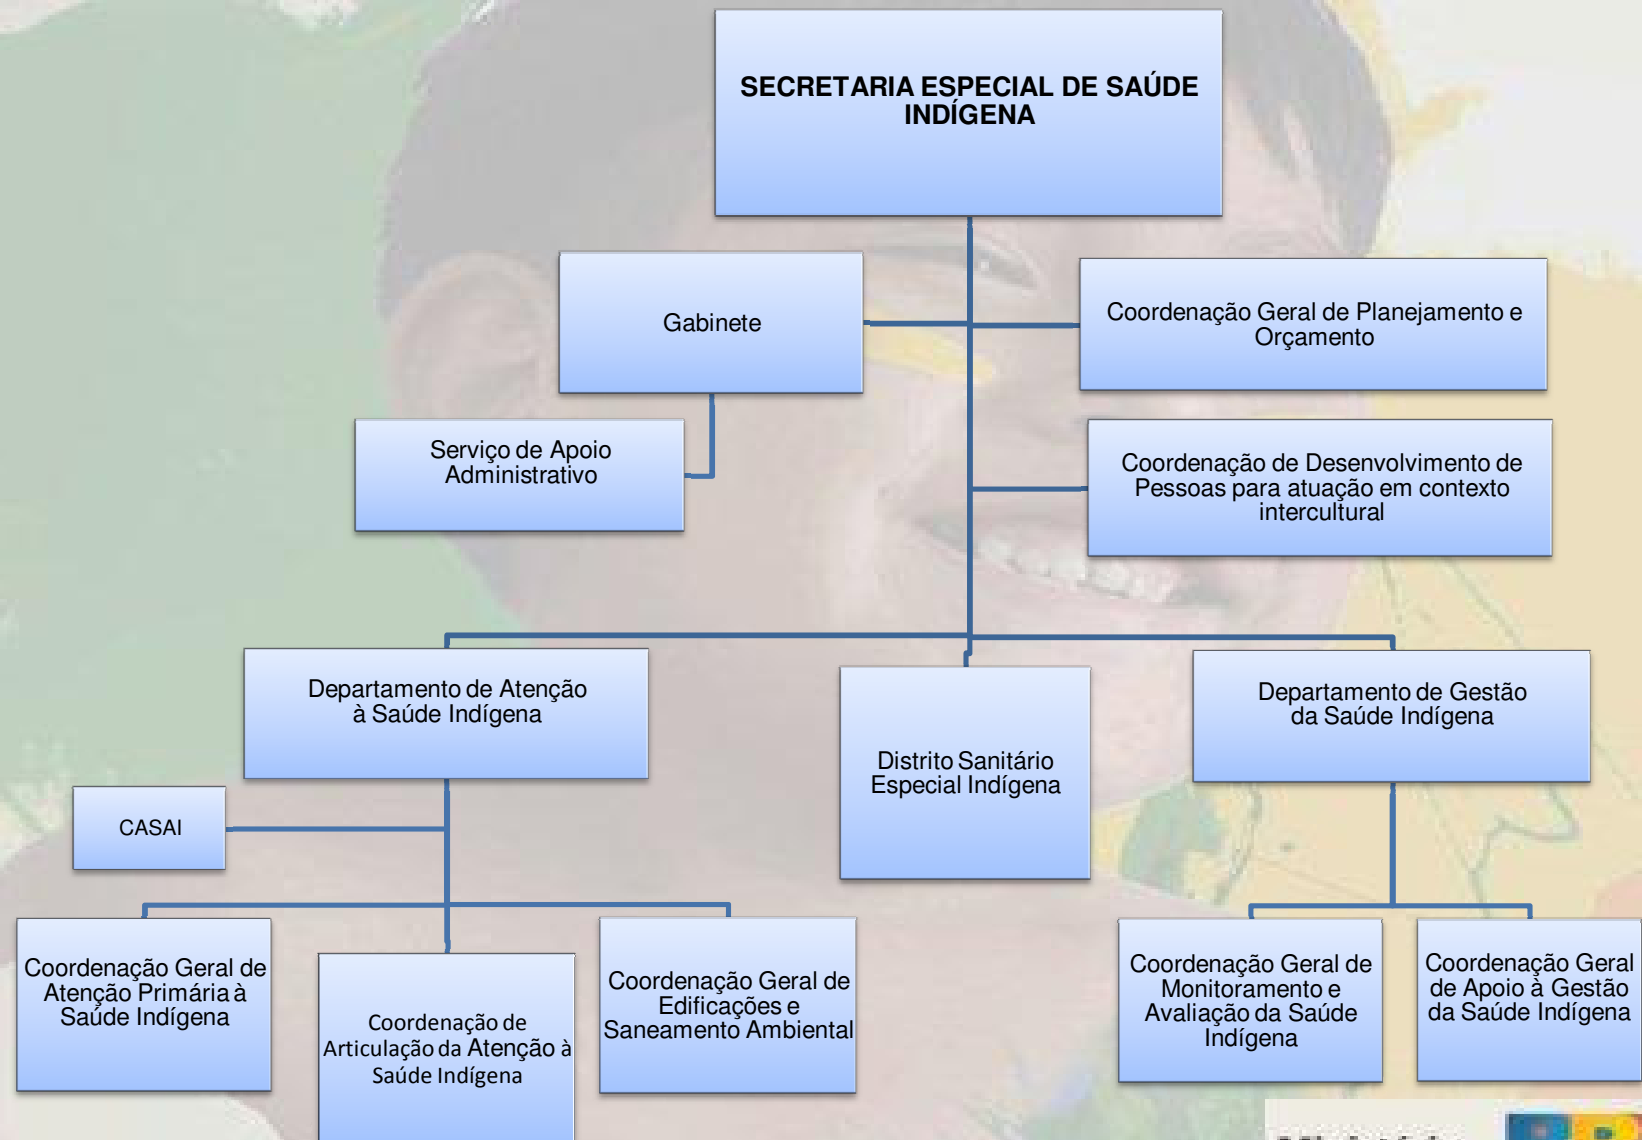 SECRETARIA ESPECIAL DE SAÚDE
INDÍGENA
Gabinete
Coordenação Geral de Planejamento e
Orçamento
Serviço de Apoio
Administrativo
Coordenação de Desenvolvimento de
Pessoas para atuação em contexto
intercultural
Departamento de Atenção
à Saúde Indígena
Distrito Sanitário
Especial Indígena
Departamento de Gestão
da Saúde Indígena
CASAI
Coordenação Geral de
Atenção Primária à
Saúde Indígena
Coordenação de
Articulação da Atenção à
Saúde Indígena
Coordenação Geral de
Edificações e
Saneamento Ambiental
Coordenação Geral de
Monitoramento e
Avaliação da Saúde
Indígena
Coordenação Geral
de Apoio à Gestão
da Saúde Indígena